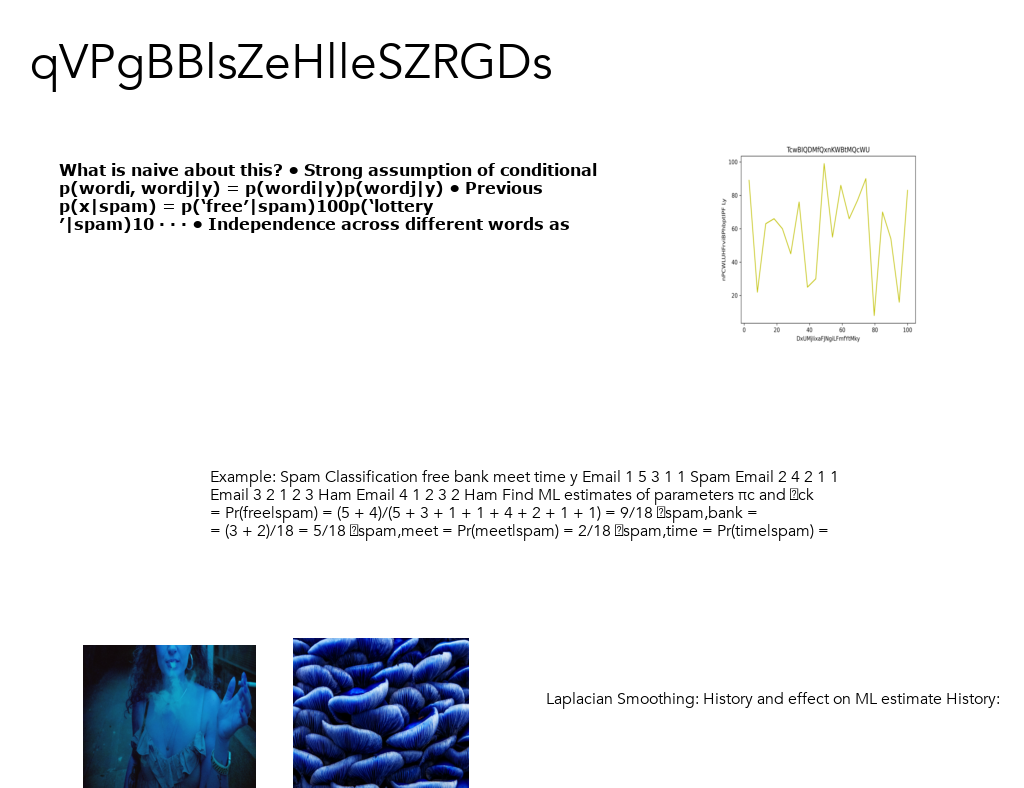 qVPgBBlsZeHlleSZRGDs
What is naive about this? • Strong assumption of conditional
p(wordi, wordj|y) = p(wordi|y)p(wordj|y) • Previous
p(x|spam) = p(‘free’|spam)100p(‘lottery
’|spam)10 · · · • Independence across different words as
TcwBlQDMfQxnKWBtMQcWU
100
80
60
40
20
0 20 40 60 80 100
Example: Spam Classification free bank meet time y Email 1 5 3 1 1 Spam Email 2 4 2 1 1
Email 3 2 1 2 3 Ham Email 4 1 2 3 2 Ham Find ML estimates of parameters πc and ck
= Pr(free|spam) = (5 + 4)/(5 + 3 + 1 + 1 + 4 + 2 + 1 + 1) = 9/18 spam,bank =
= (3 + 2)/18 = 5/18 spam,meet = Pr(meet|spam) = 2/18 spam,time = Pr(time|spam) =
Laplacian Smoothing: History and effect on ML estimate History: